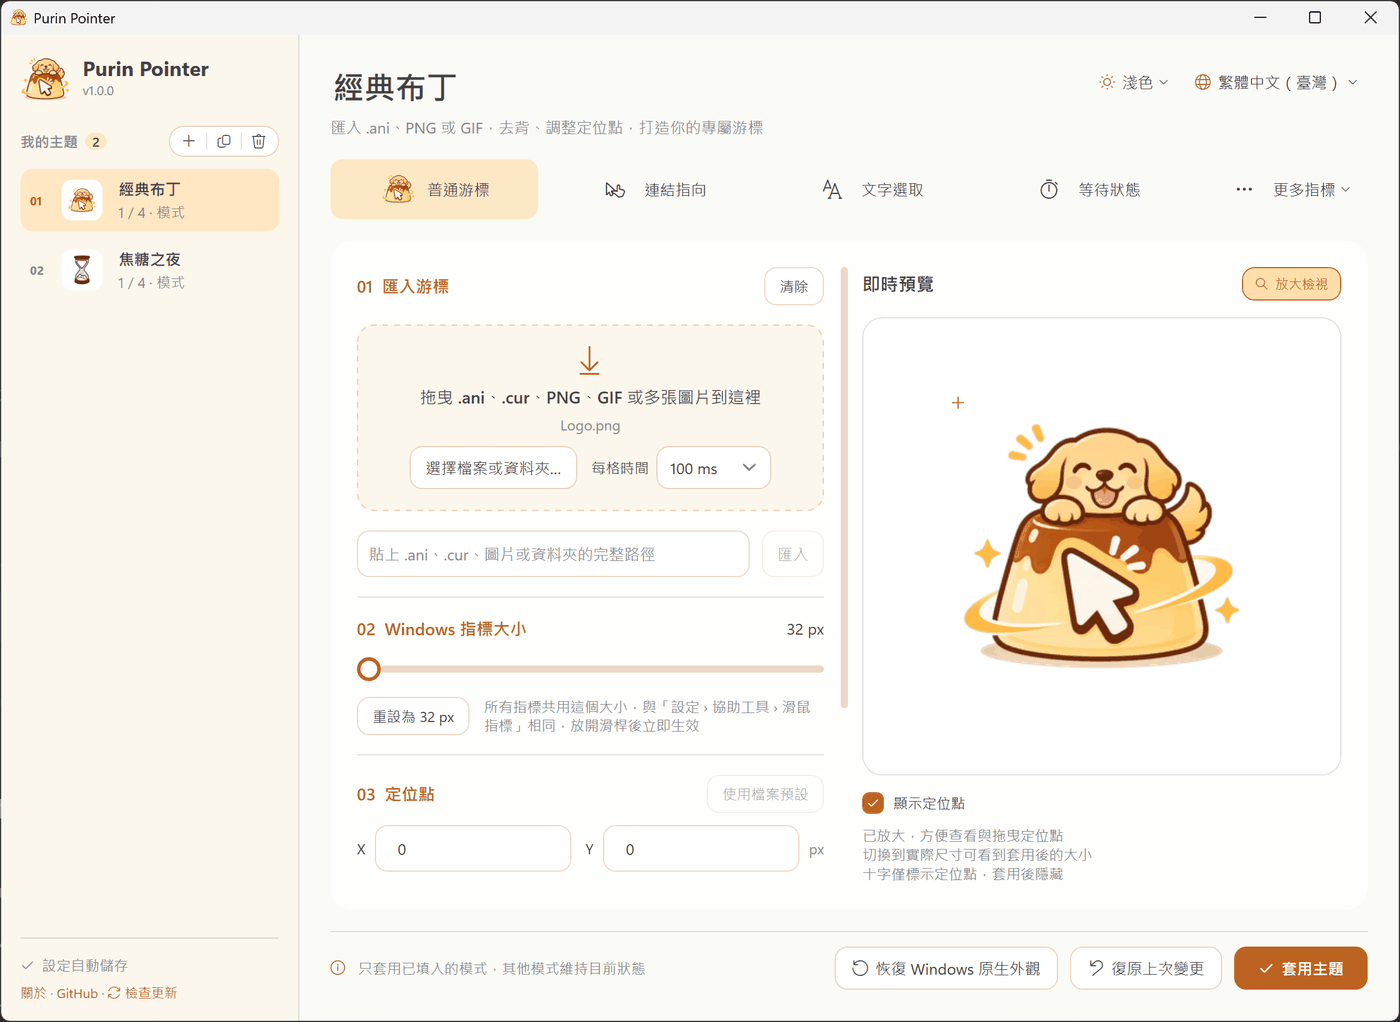 Purin Pointer
Purin Pointer
v1.0.0
我的主題 2
01 經典布丁
1 / 4 · 模式
02 焦糖之夜
1 / 4 · 模式
設定自動儲存
關於 · GitHub · 檢查更新
經典布丁
匯入 .ani、PNG 或 GIF · 去背、調整定位點 · 打造你的專屬游標
淺色
繁體中文 ( 臺灣 )
普通游標
連結指向
文字選取
等待狀態
更多指標
01 匯入游標
清除
拖曳 .ani、.cur、PNG、GIF 或多張圖片到這裡
Logo.png
選擇檔案或資料夾... 每格時間 100 ms
貼上 .ani、.cur、圖片或資料夾的完整路徑
匯入
02 Windows 指標大小
32 px
重設為 32 px
所有指標共用這個大小 · 與「設定 › 協助工具 › 滑鼠
指標」相同 · 放開滑桿後立即生效
03 定位點
使用檔案預設
X 0 Y 0 px
即時預覽
放大檢視
顯示定位點
已放大 · 方便查看與拖曳定位點
切換到實際尺寸可看到套用後的大小
十字僅標示定位點 · 套用後隱藏
只套用已填入的模式 · 其他模式維持目前狀態
恢復 Windows 原生外觀
復原上次變更
套用主題